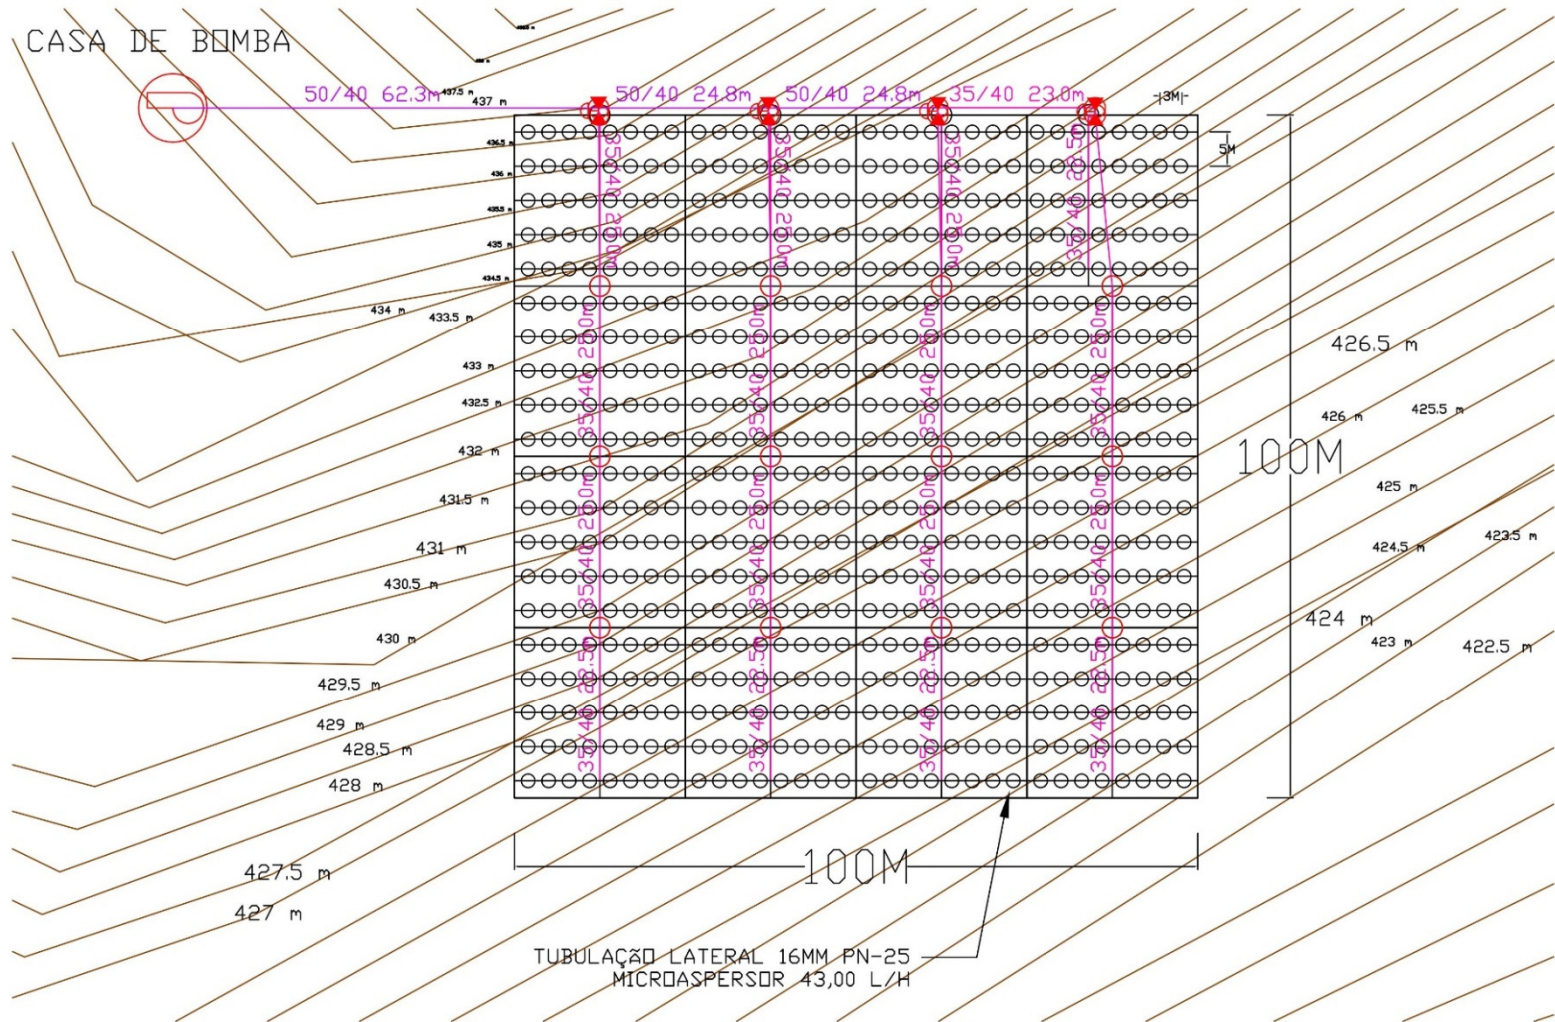 CASA DE BOMBA
50/40 62.3m
50/40 24.8m
50/40 24.8m
35/40 23.0m
3M
5M
437.5 m
437 m
436.5 m
436 m
435.5 m
435 m
434.5 m
434 m
433.5 m
433 m
432.5 m
432 m
431.5 m
431 m
430.5 m
430 m
429.5 m
429 m
428.5 m
428 m
427.5 m
427 m
35/40 25.0m
35/40 25.0m
35/40 25.0m
35/40 22.5m
35/40 25.0m
35/40 25.0m
35/40 25.0m
35/40 25.0m
35/40 25.0m
35/40 25.0m
35/40 25.0m
35/40 25.0m
35/40 22.5m
35/40 22.5m
35/40 22.5m
35/40 22.5m
426.5 m
426 m
425.5 m
100M
425 m
424.5 m
423.5 m
424 m
423 m
422.5 m
100M
TUBULAÇÃO LATERAL 16MM PN-25
MICROASPERSOR 43,00 L/H